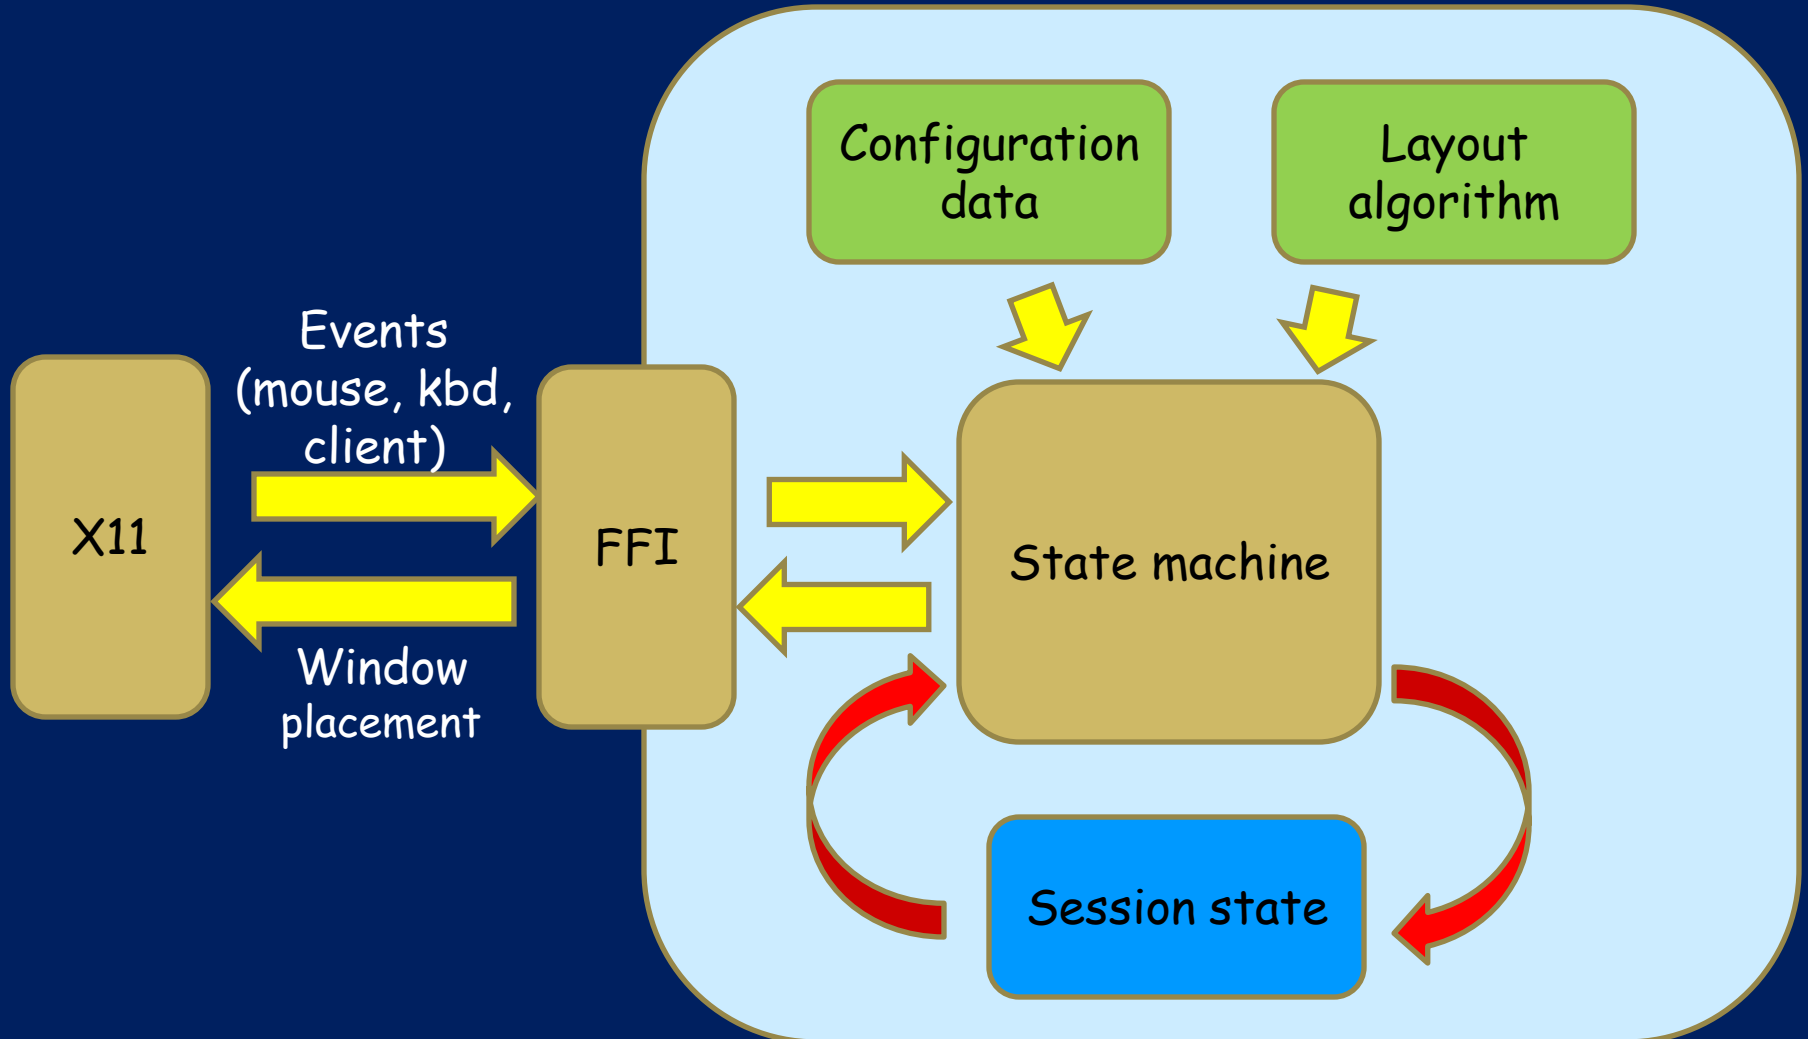 Configuration
data
Layout
algorithm
Events
(mouse, kbd,
client)
X11
FFI
State machine
Window
placement
Session state